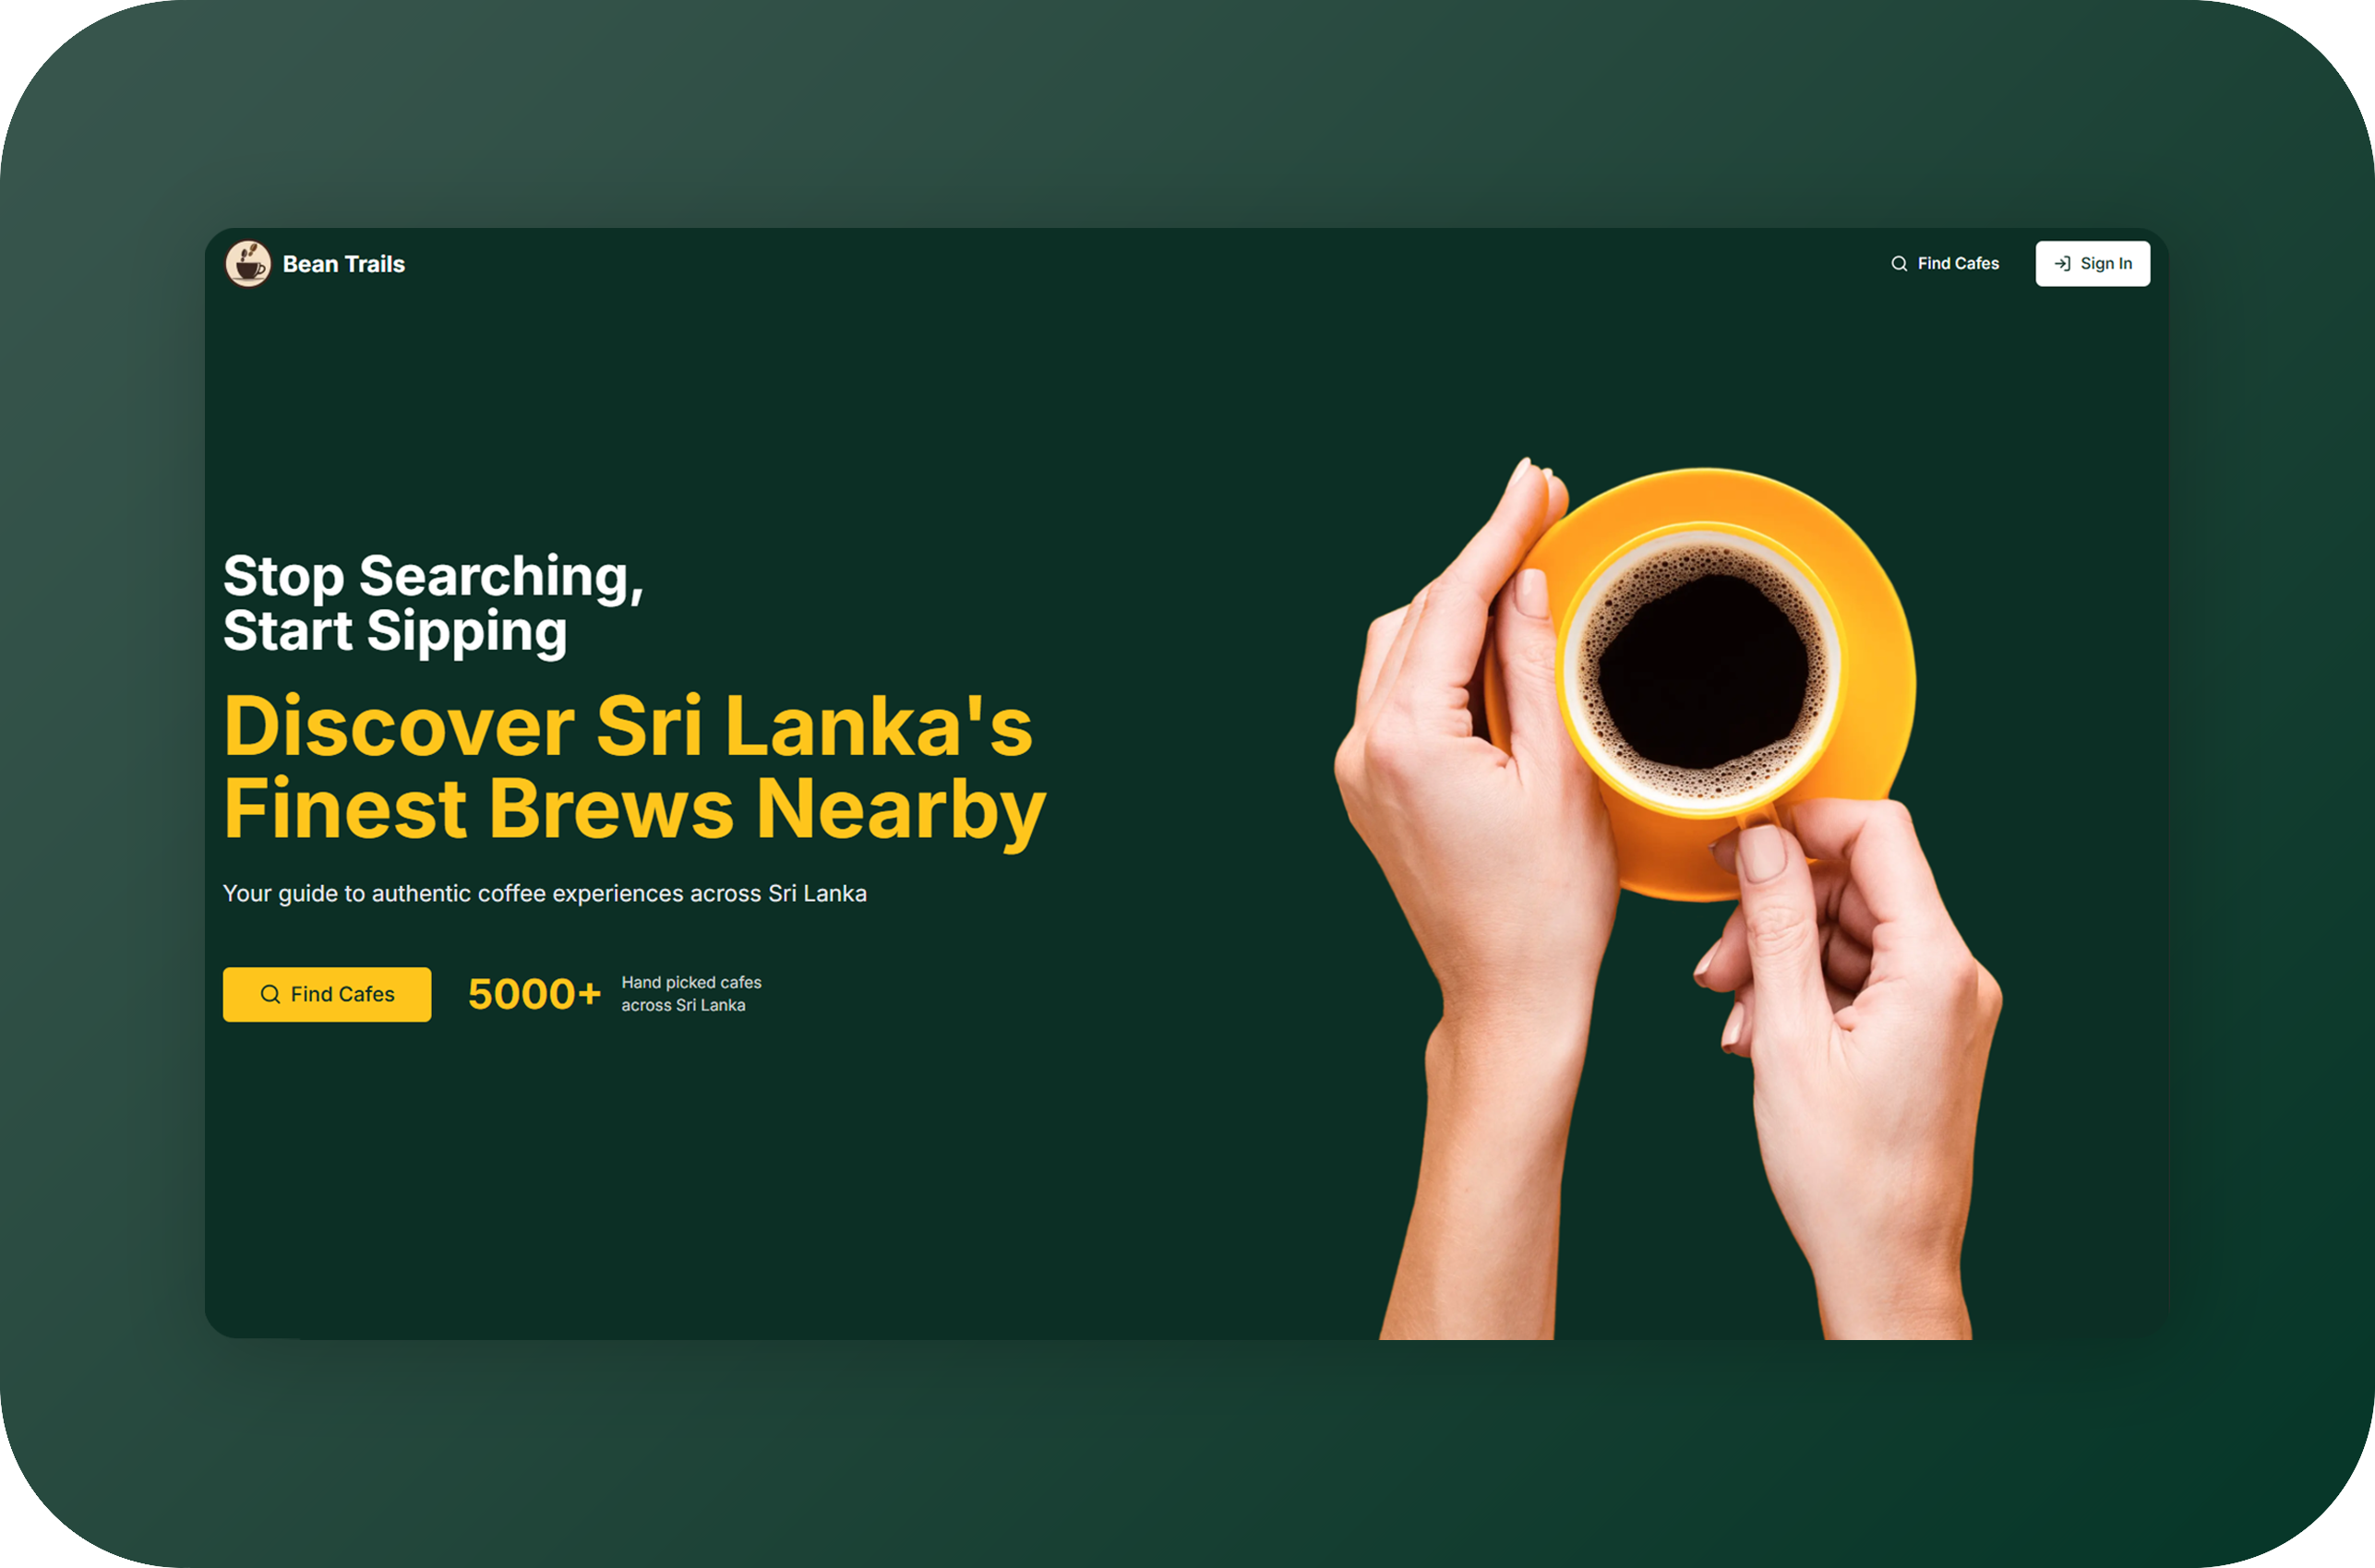 Bean Trails
Find Cafes
Sign In
Stop Searching,
Start Sipping
Discover Sri Lanka's
Finest Brews Nearby
Your guide to authentic coffee experiences across Sri Lanka
Find Cafes
5000+
Hand picked cafes
across Sri Lanka